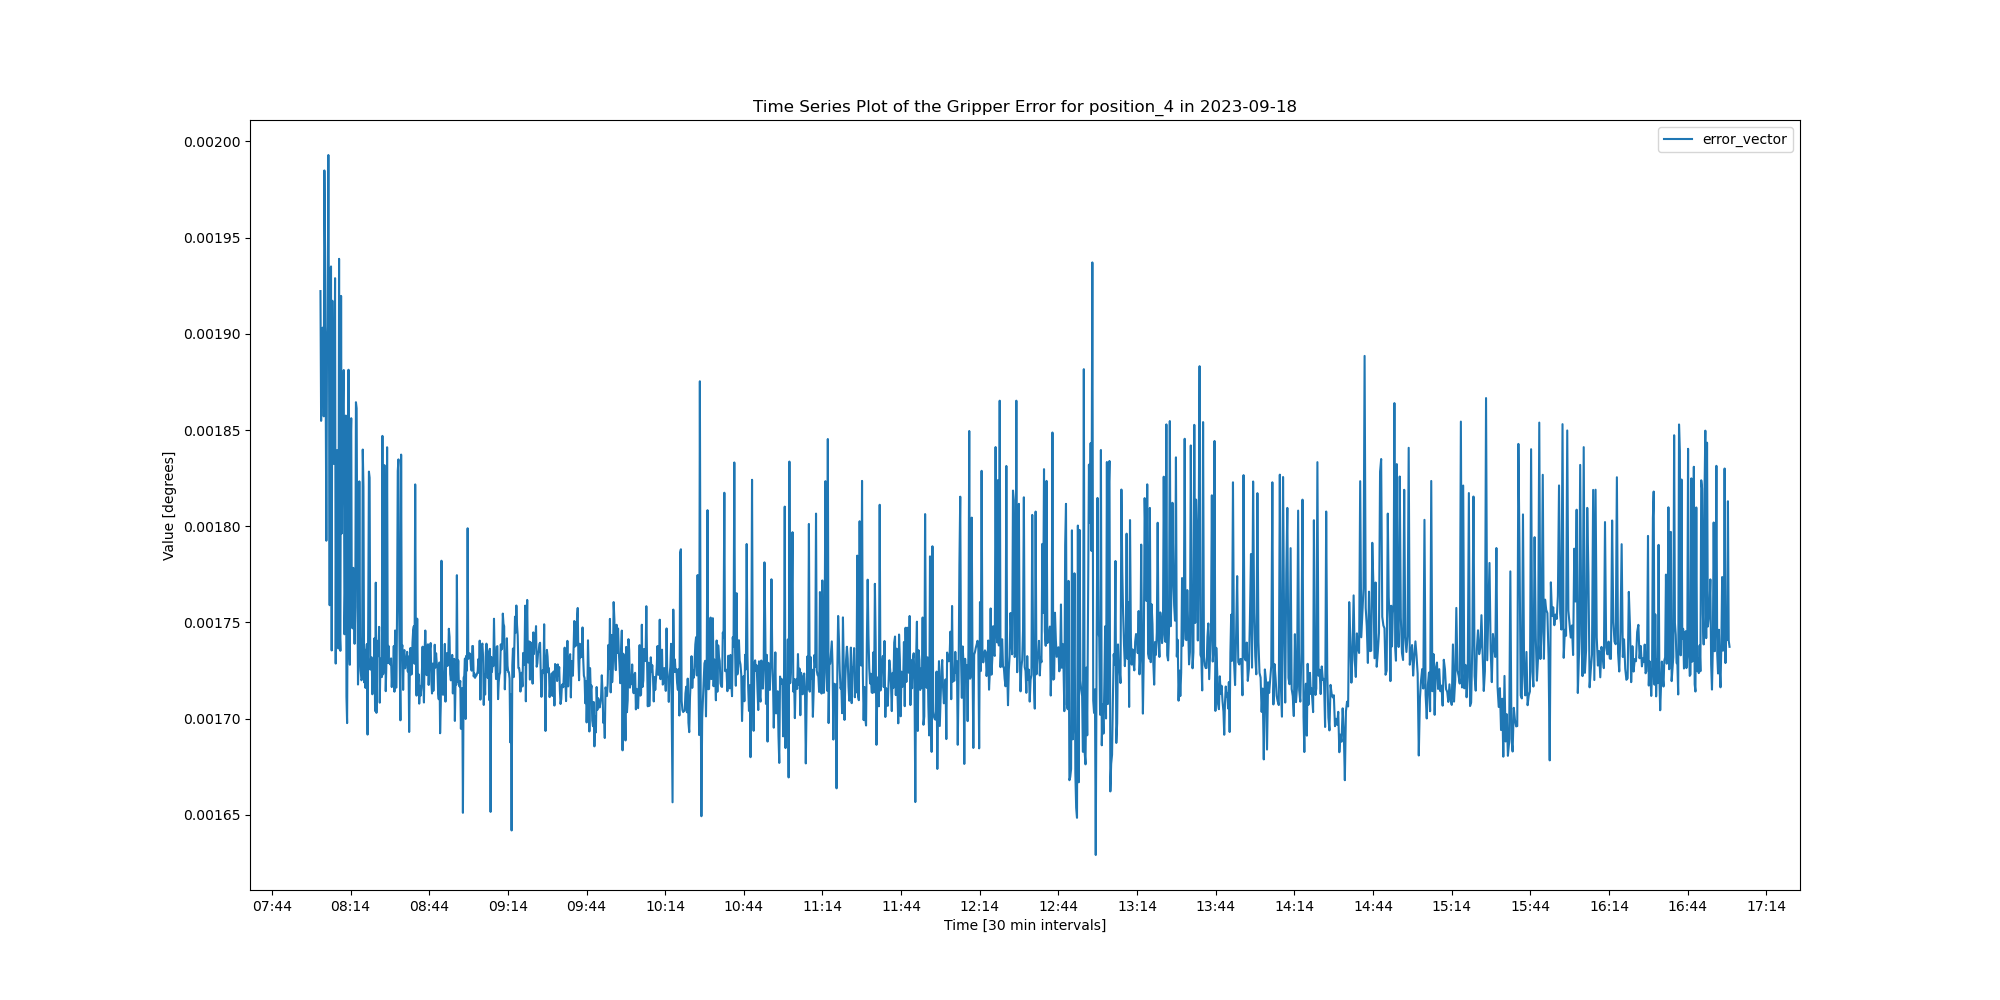 Time Series Plot of the Gripper Error for position_4 in 2023-09-18
error_vector
0.00200
0.00195
0.00190
0.00185
0.00180
0.00175
0.00170
0.00165
Value [degrees]
07:44 08:14 08:44 09:14 09:44 10:14 10:44 11:14 11:44 12:14 12:44 13:14 13:44 14:14 14:44 15:14 15:44 16:14 16:44 17:14
Time [30 min intervals]